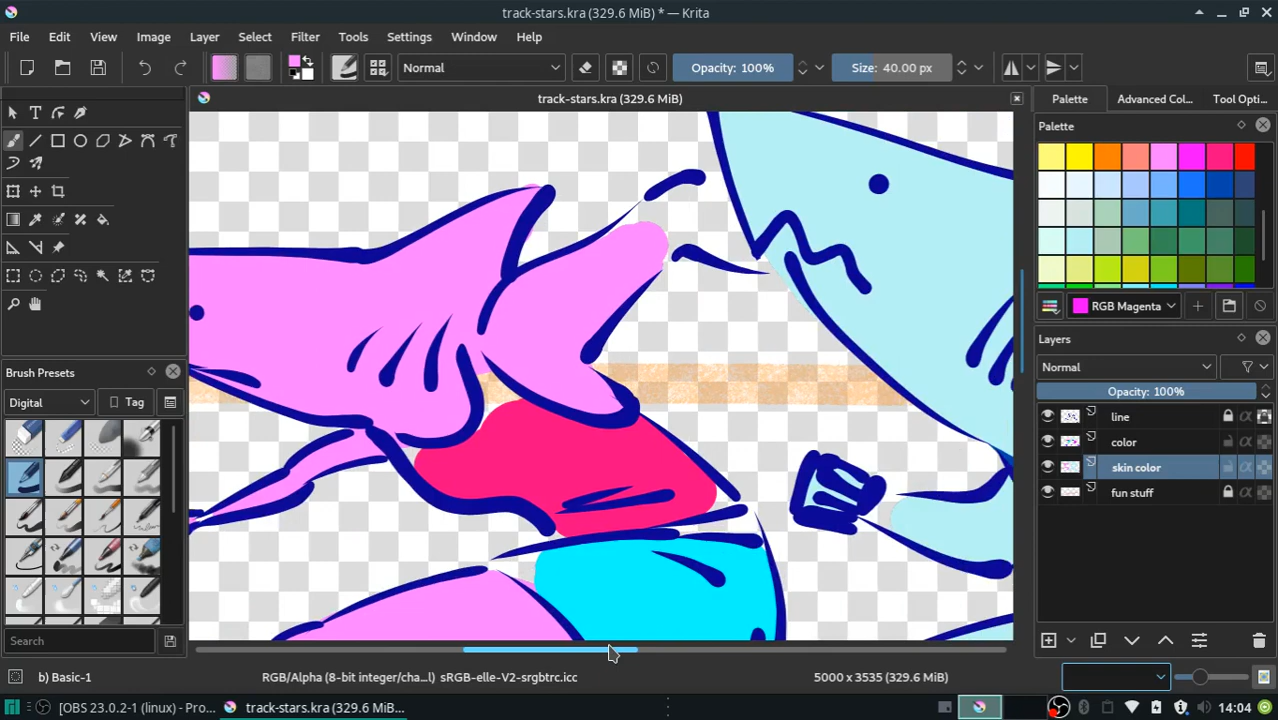 track-stars.kra (329.6 MiB) * — Krita
File Edit View Image Layer Select Filter Tools Settings Window Help
Normal Opacity: 100% Size: 40.00 px
track-stars.kra (329.6 MiB)
Palette Advanced Col... Tool Opti...
Palette
RGB Magenta
Layers
Normal
Opacity: 100%
line
color
skin color
fun stuff
Brush Presets
Digital Tag
Search
b) Basic-1 RGB/Alpha (8-bit integer/cha...l) sRGB-elle-V2-srgbtrc.icc 5000 x 3535 (329.6 MiB)
[OBS 23.0.2-1 (linux) - Pro... track-stars.kra (329.6 MiB... 14:04